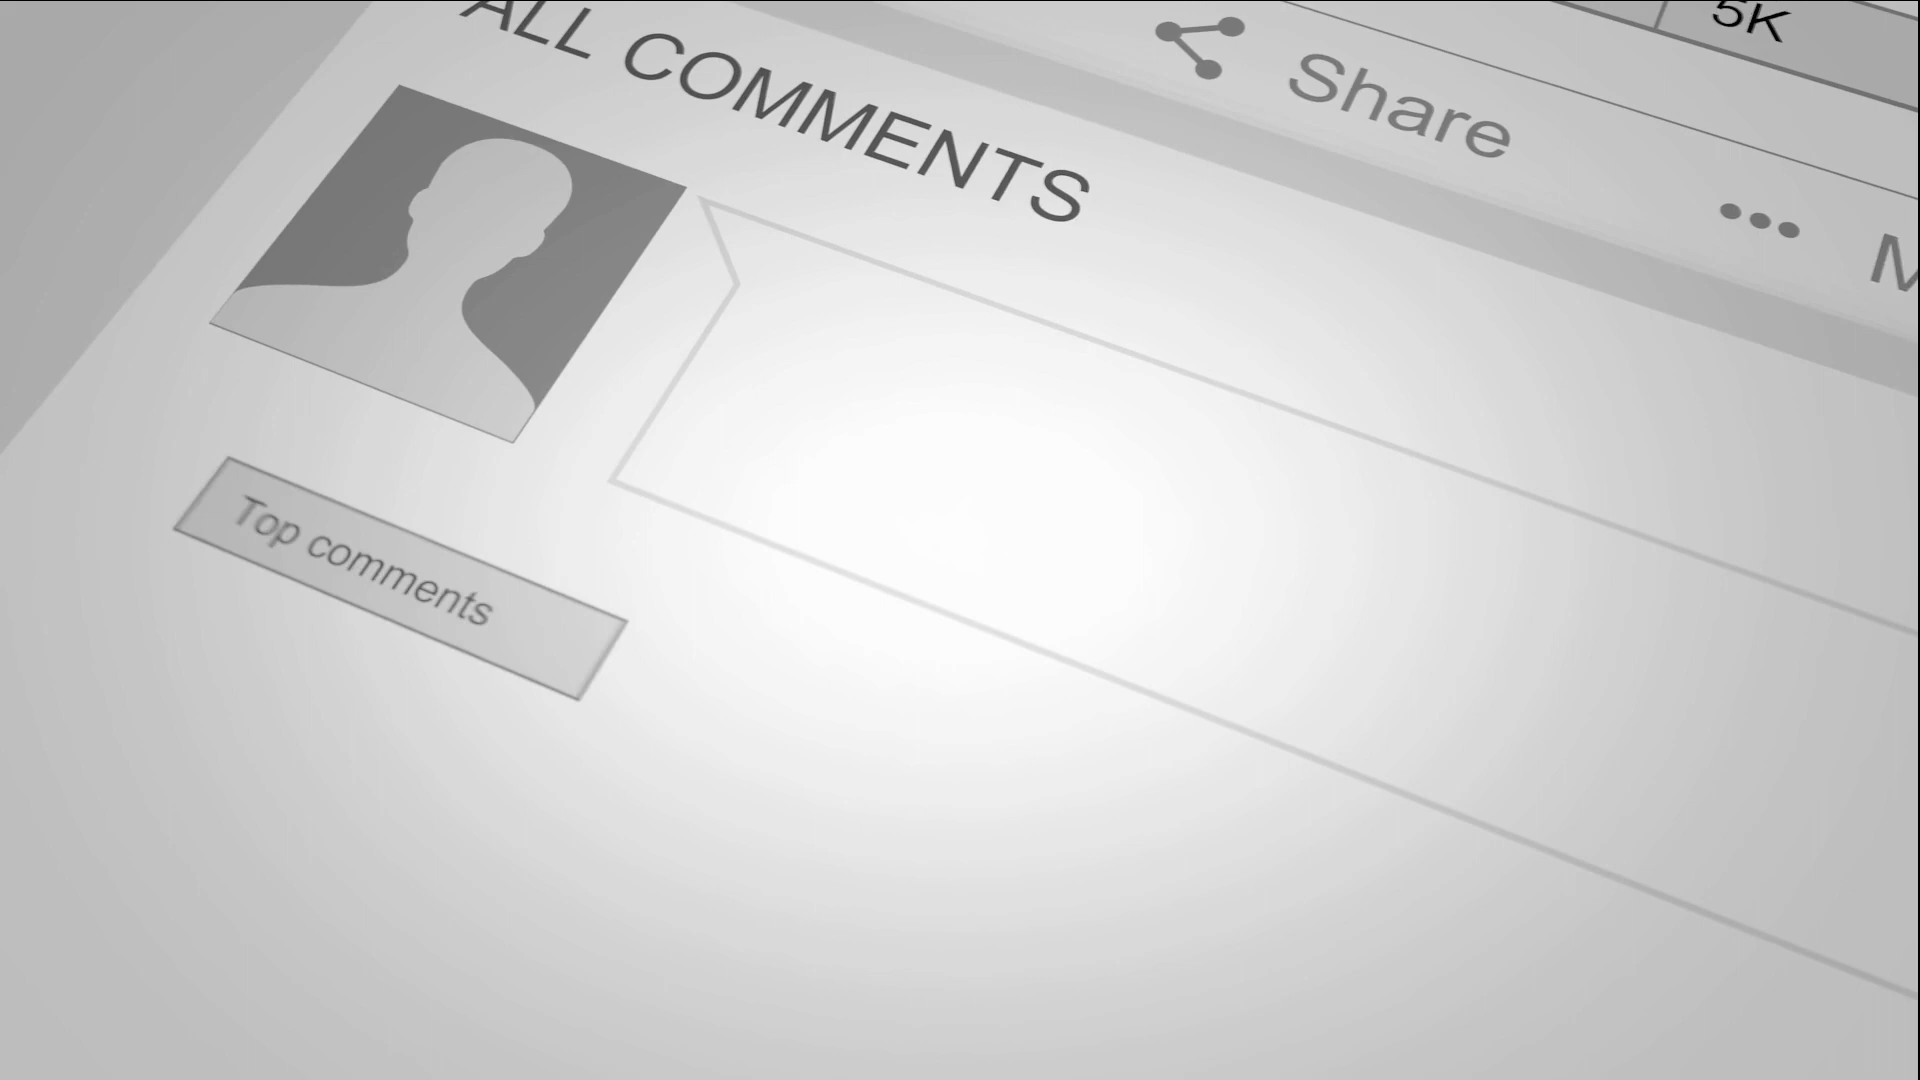 5K
Share
M
ALL COMMENTS
Top comments